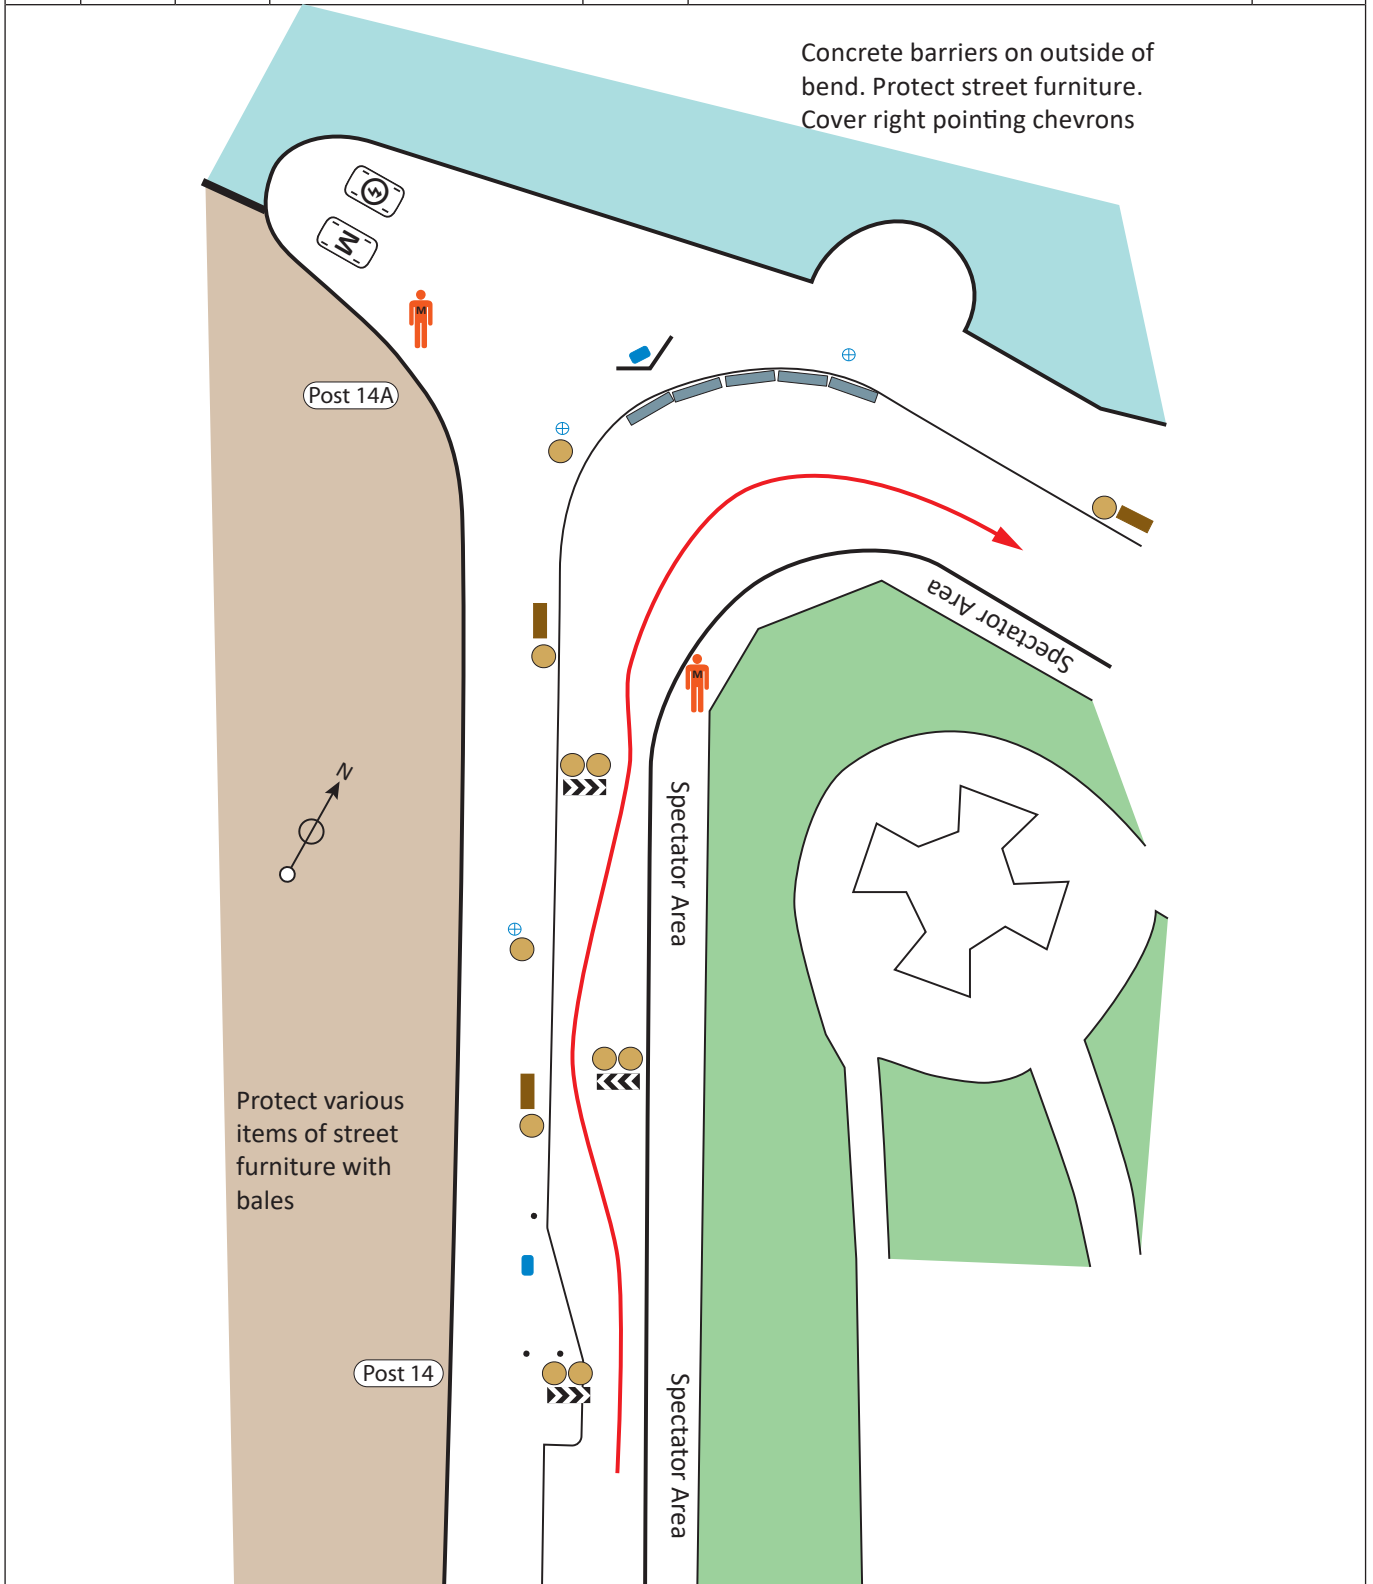 Concrete barriers on outside of
bend. Protect street furniture.
Cover right pointing chevrons
M
M
Post 14A
Spectator Area
M
N
Spectator Area
Protect various
items of street
furniture with
bales
Post 14
Spectator Area